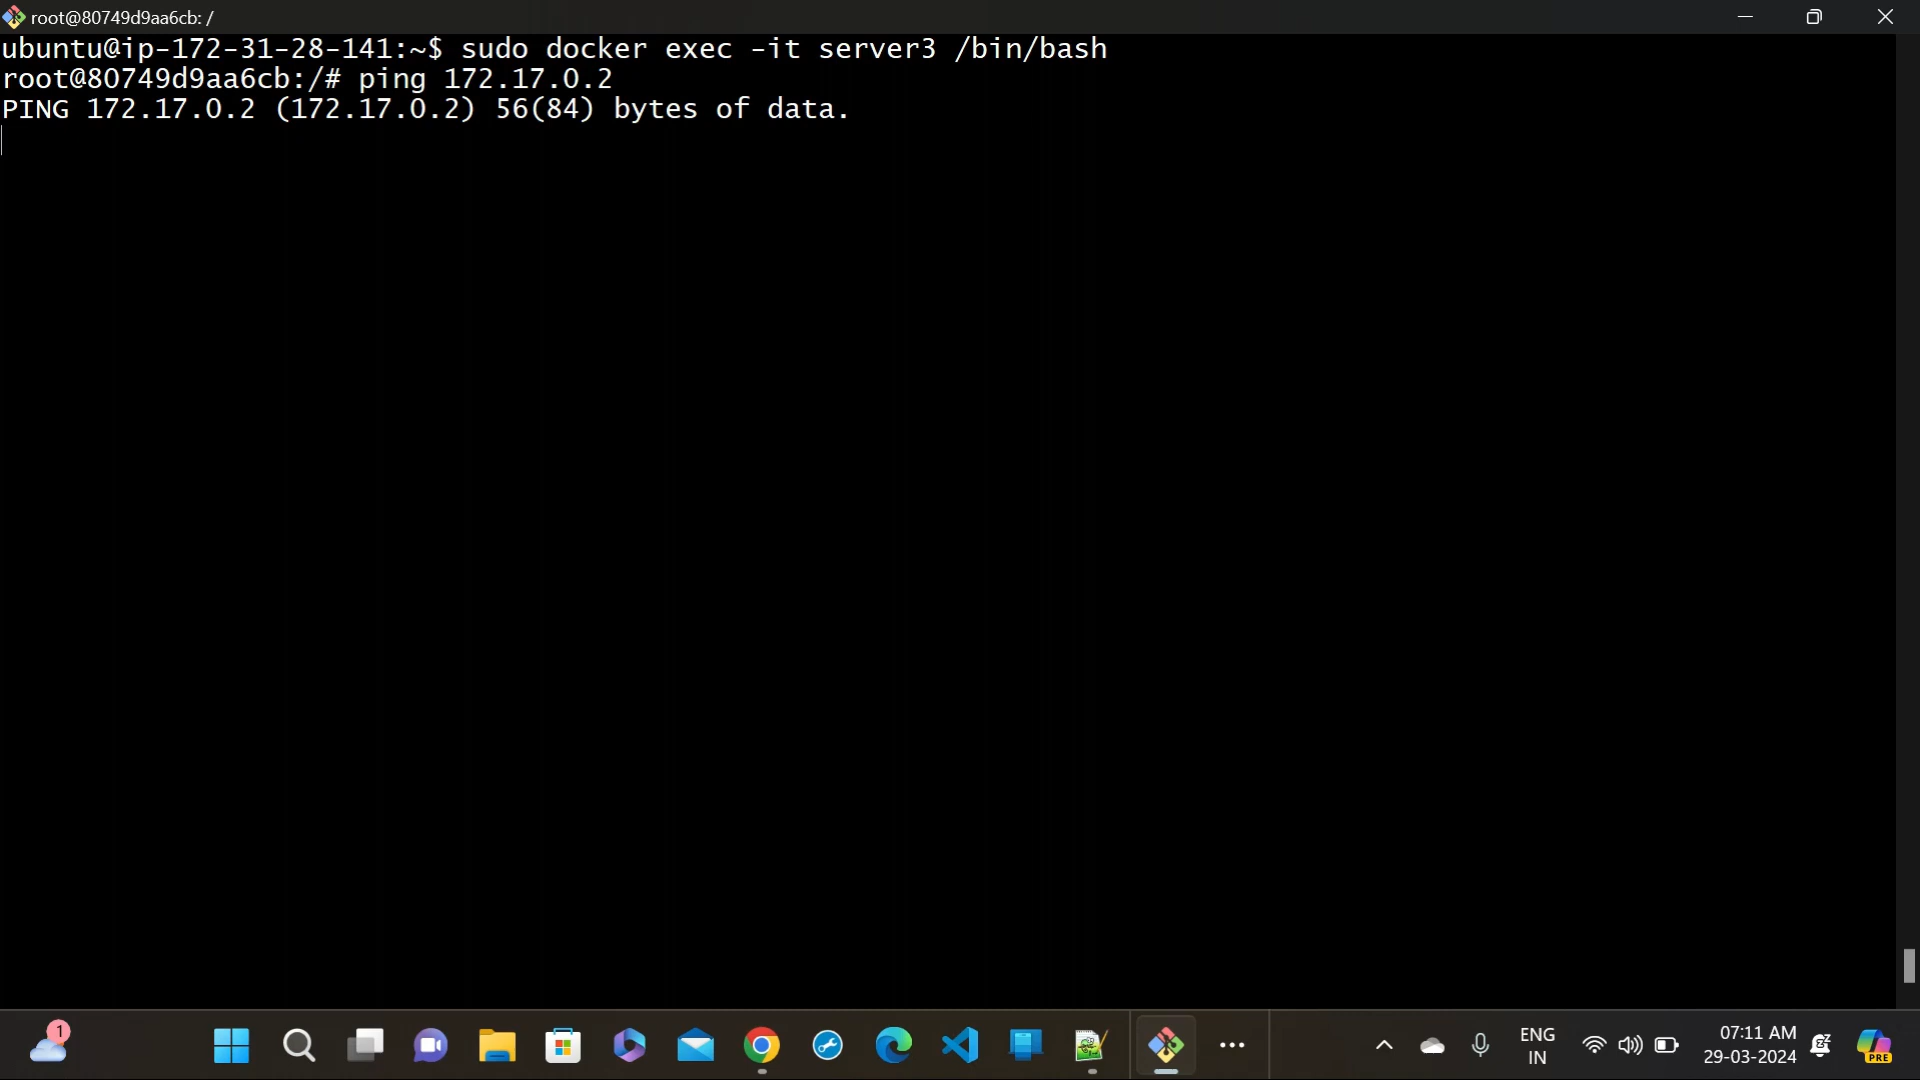 root@80749d9aa6cb: /
ubuntu@ip-172-31-28-141:~$ sudo docker exec -it server3 /bin/bash
root@80749d9aa6cb:/# ping 172.17.0.2
PING 172.17.0.2 (172.17.0.2) 56(84) bytes of data.
1
ENG
IN
07:11 AM
29-03-2024
PRE